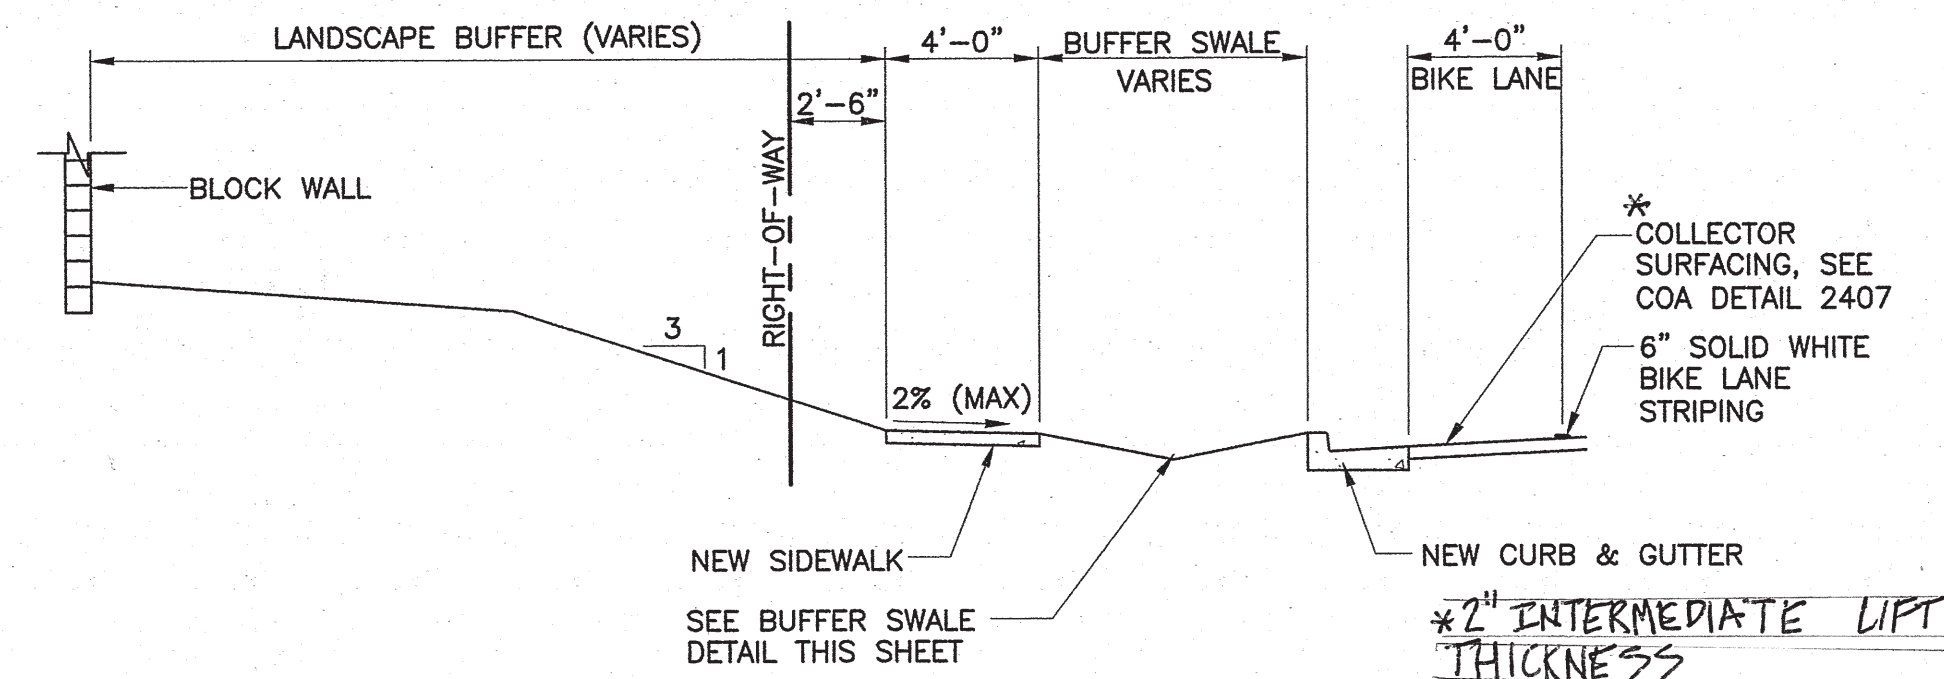 LANDSCAPE BUFFER (VARIES)
4'-0"
BUFFER SWALE
VARIES
4'-0"
BIKE LANE
2'-6"
BLOCK WALL
RIGHT-OF-WAY
*
COLLECTOR
SURFACING, SEE
COA DETAIL 2407
3
1
6" SOLID WHITE
BIKE LANE
STRIPING
2% (MAX)
NEW SIDEWALK
NEW CURB & GUTTER
SEE BUFFER SWALE
DETAIL THIS SHEET
*2" INTERMEDIATE LIFT
THICKNESS